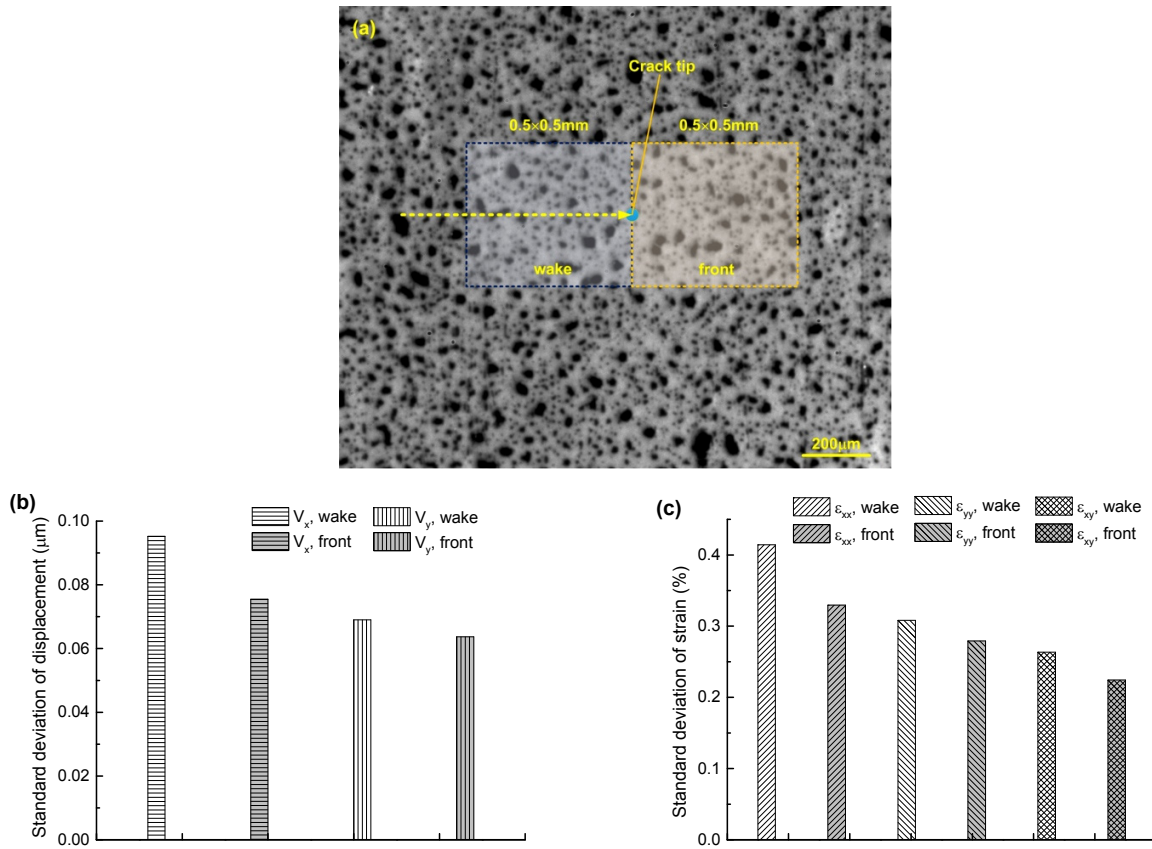 (a)
Crack tip
0.5×0.5mm 0.5×0.5mm
wake front
200μm
(b)
V_x, wake V_y, wake
V_x, front V_y, front
Standard deviation of displacement (μm)
0.10
0.08
0.06
0.04
0.02
0.00
(c)
ε_xx, wake ε_yy, wake ε_xy, wake
ε_xx, front ε_yy, front ε_xy, front
Standard deviation of strain (%)
0.4
0.3
0.2
0.1
0.0